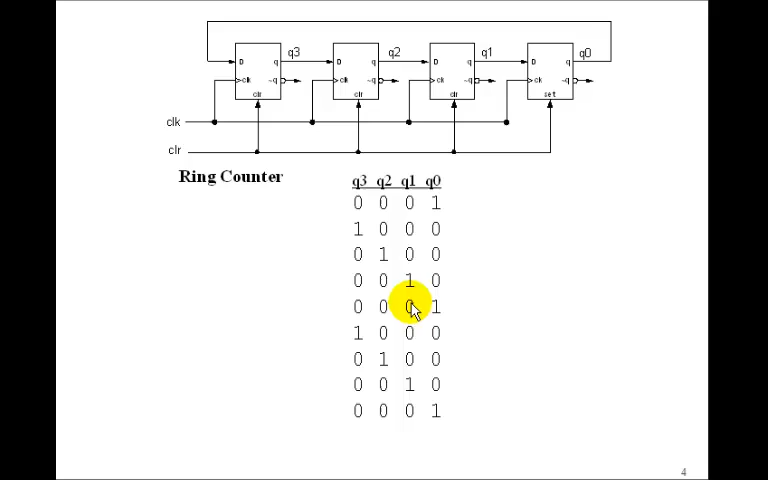 q3 q2 q1 q0
D q D q D q D q
clk ~q clk ~q clk ~q clk ~q
clr clr clr set
clk
clr
Ring Counter
q3 q2 q1 q0
0 0 0 1
1 0 0 0
0 1 0 0
0 0 1 0
0 0 0 1
1 0 0 0
0 1 0 0
0 0 1 0
0 0 0 1
4